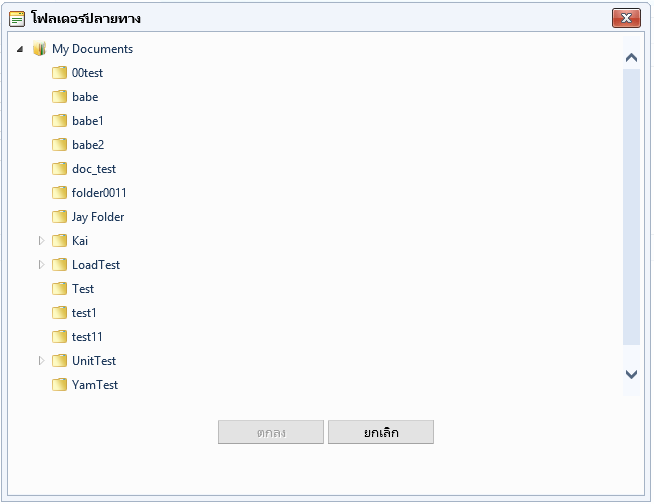 โฟลเดอร์ปลายทาง
My Documents
00test
babe
babe1
babe2
doc_test
folder0011
Jay Folder
Kai
LoadTest
Test
test1
test11
UnitTest
YamTest
ตกลง ยกเลิก